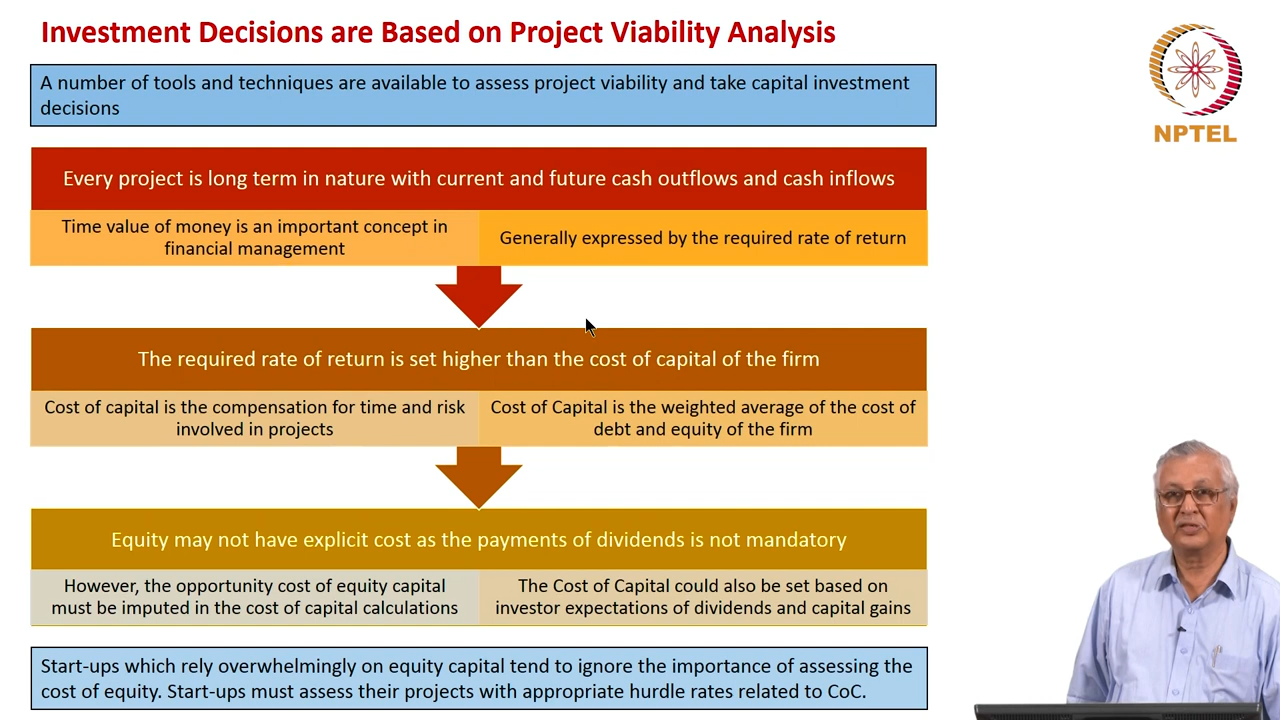 Investment Decisions are Based on Project Viability Analysis
NPTEL
A number of tools and techniques are available to assess project viability and take capital investment
decisions
Every project is long term in nature with current and future cash outflows and cash inflows
Time value of money is an important concept in
financial management
Generally expressed by the required rate of return
The required rate of return is set higher than the cost of capital of the firm
Cost of capital is the compensation for time and risk
involved in projects
Cost of Capital is the weighted average of the cost of
debt and equity of the firm
Equity may not have explicit cost as the payments of dividends is not mandatory
However, the opportunity cost of equity capital
must be imputed in the cost of capital calculations
The Cost of Capital could also be set based on
investor expectations of dividends and capital gains
Start-ups which rely overwhelmingly on equity capital tend to ignore the importance of assessing the
cost of equity. Start-ups must assess their projects with appropriate hurdle rates related to CoC.